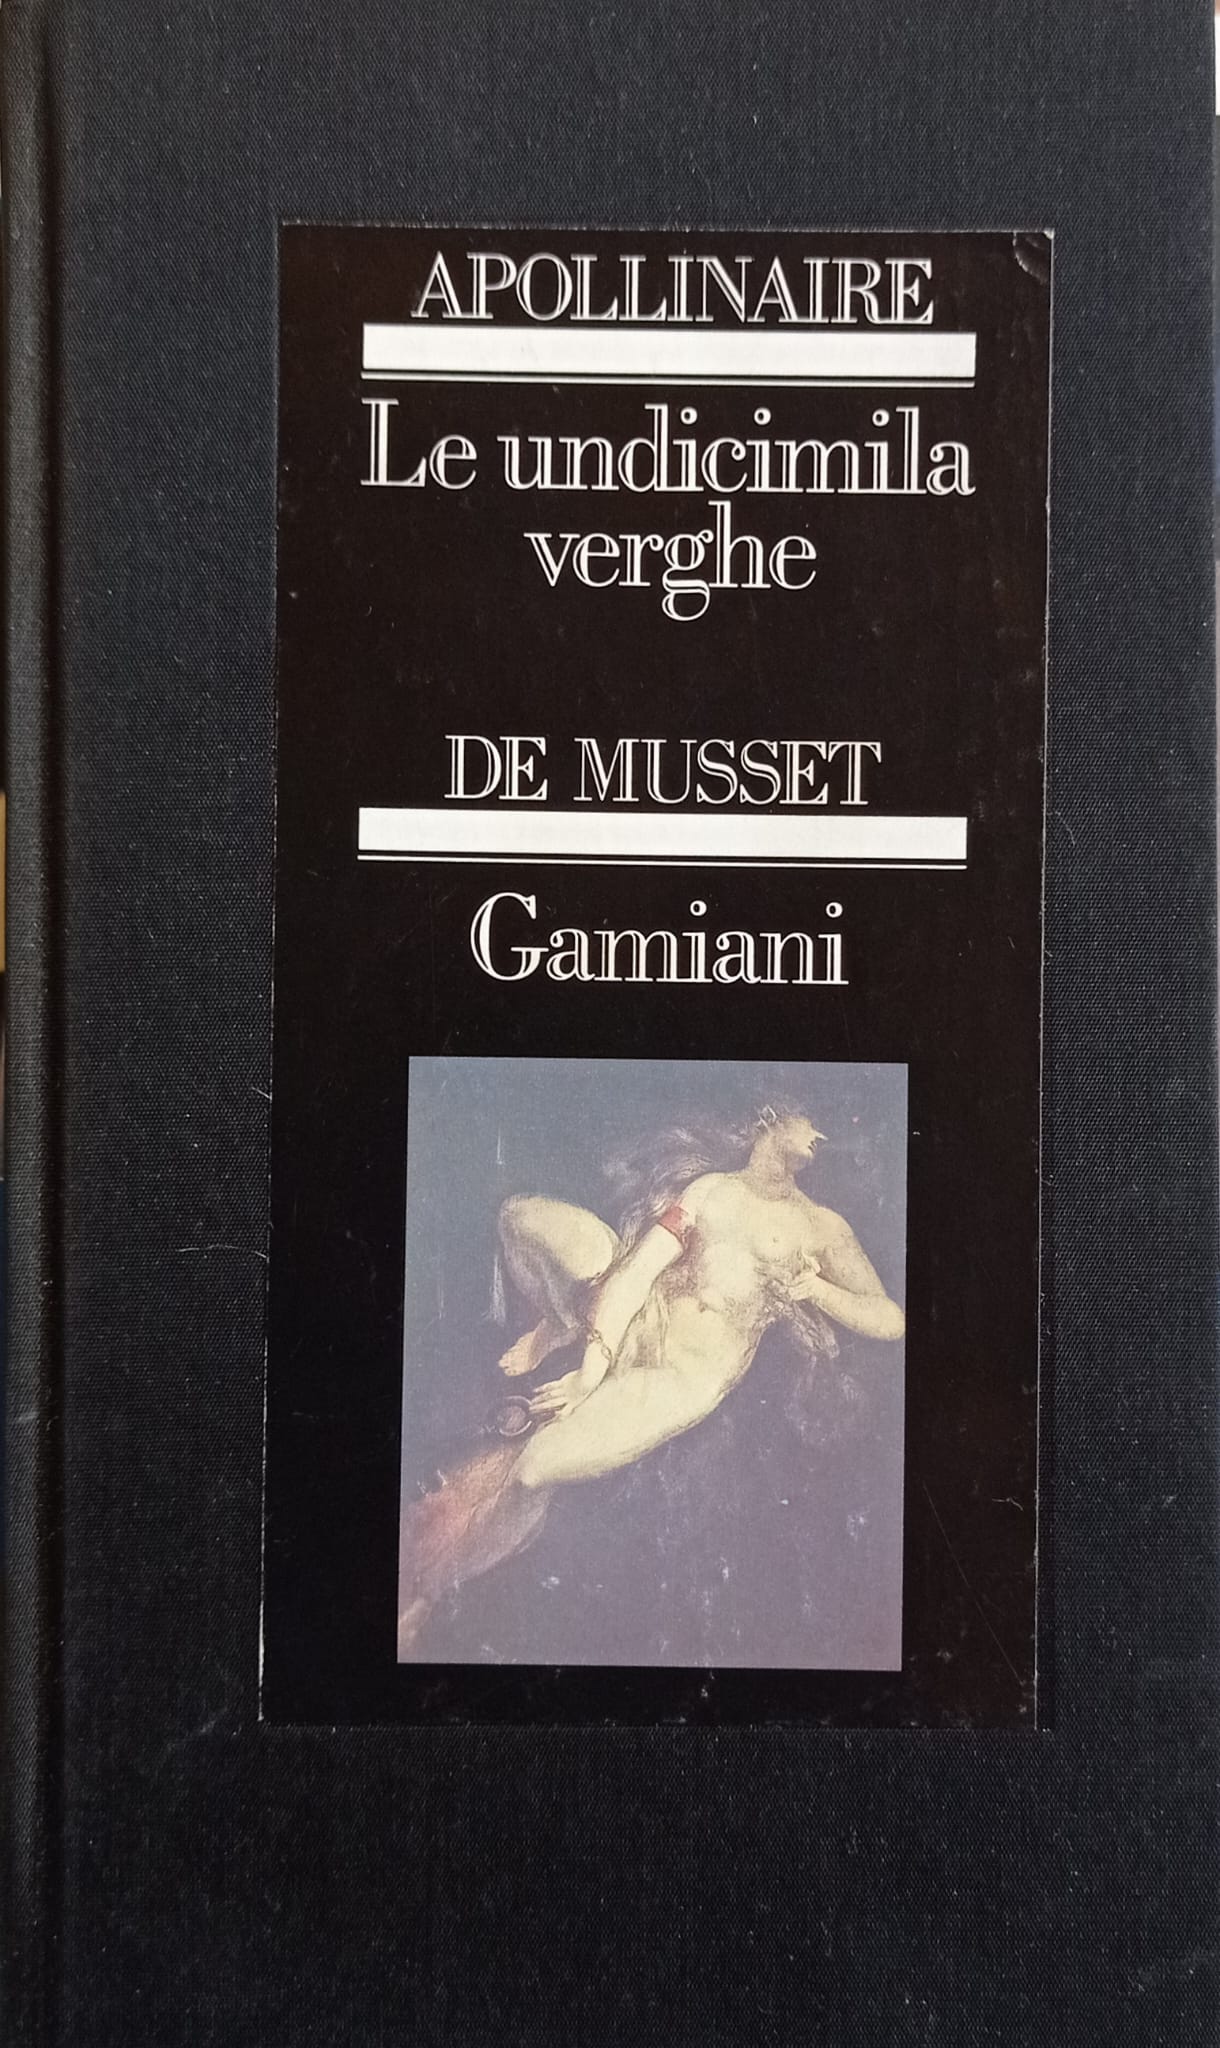 APOLLINAIRE
Le undicimila
verghe
DE MUSSET
Gamiani